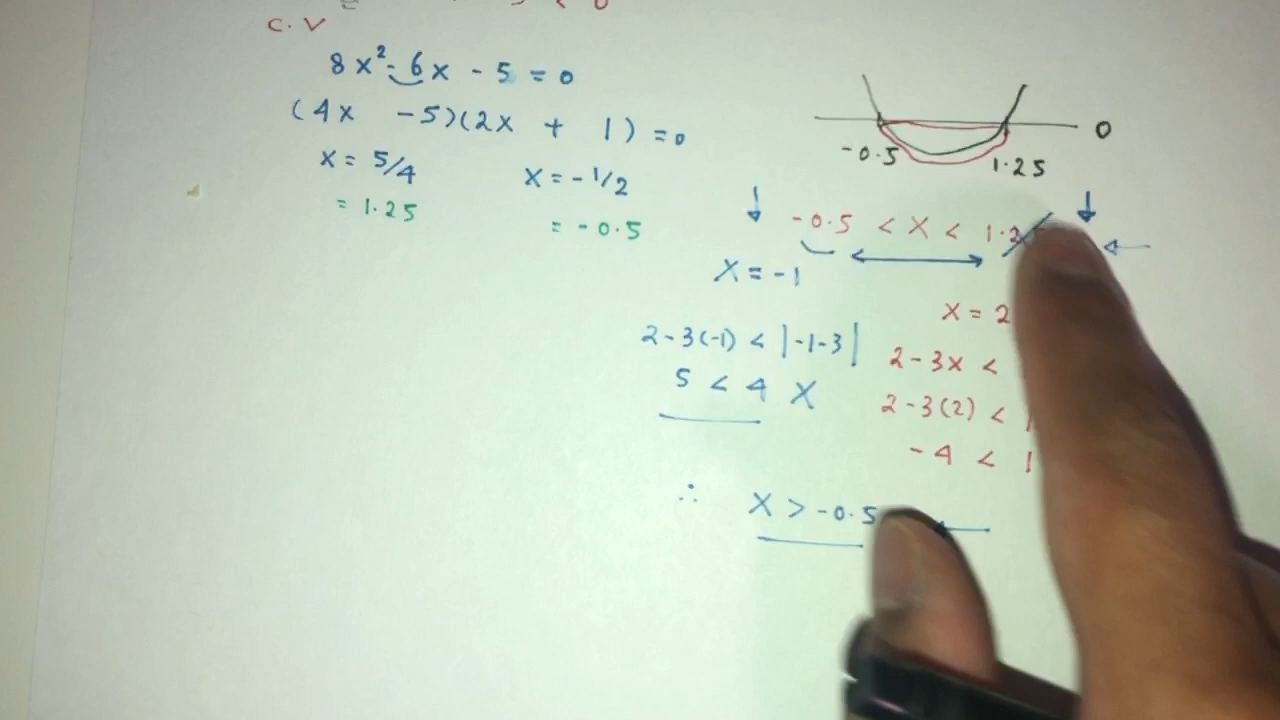 C.V
8x² - 6x - 5 = 0
(4x - 5)(2x + 1) = 0
x = 5/4 x = -1/2
= 1.25 = -0.5
0
-0.5 1.25
-0.5 < x < 1.2
x = -1
x = 2
2 - 3(-1) < |-1-3|
2 - 3x <
5 < 4 X
2 - 3(2) <
-4 < 1
∴ x > -0.5